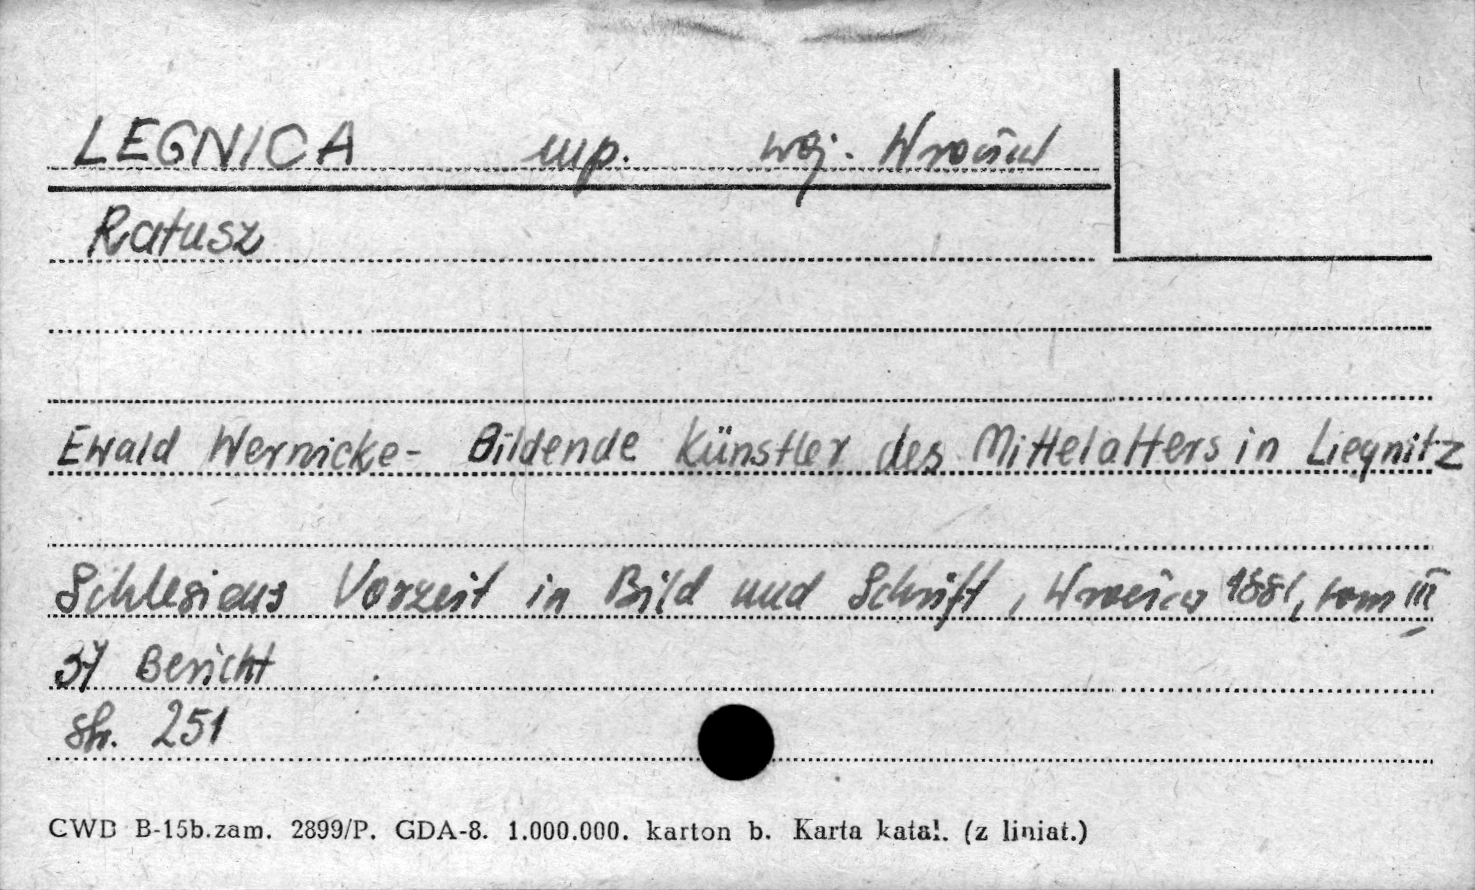 LEGNICA mp. woj. Wrocław
Ratusz
Ewald Wernicke- Bildende Künstler des Mittelalters in Liegnitz
Schlesiens Vorzeit in Bild und Schrift, Wrocław 1881, tom III
37 Bericht
str. 251
CWD B-15b.zam. 2899/P. GDA-8. 1.000.000. karton b. Karta katal. (z liniat.)